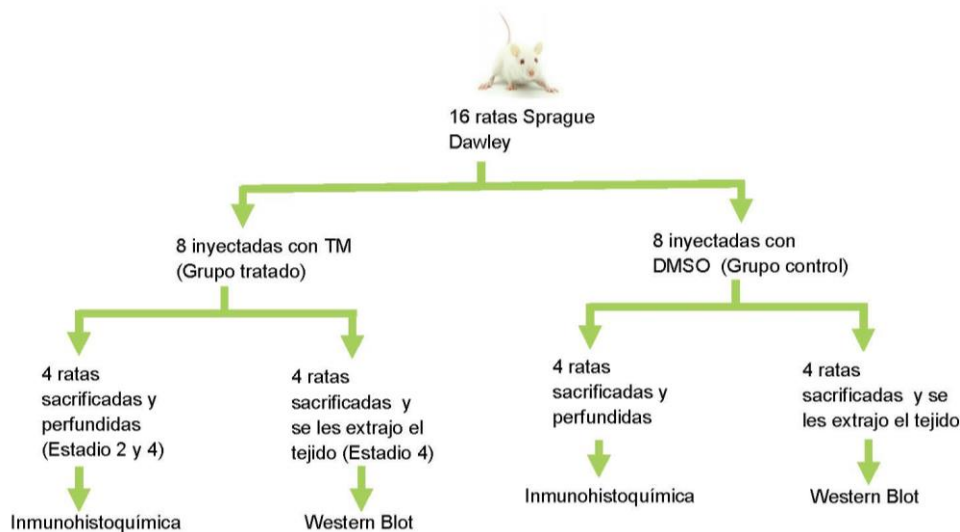 16 ratas Sprague
Dawley
8 inyectadas con TM
(Grupo tratado)
8 inyectadas con
DMSO (Grupo control)
4 ratas
sacrificadas y
perfundidas
(Estadio 2 y 4)
4 ratas
sacrificadas y
se les extrajo el
tejido (Estadio 4)
4 ratas
sacrificadas y
perfundidas
4 ratas
sacrificadas y se
les extrajo el tejido
Inmunohistoquímica
Western Blot
Inmunohistoquímica
Western Blot